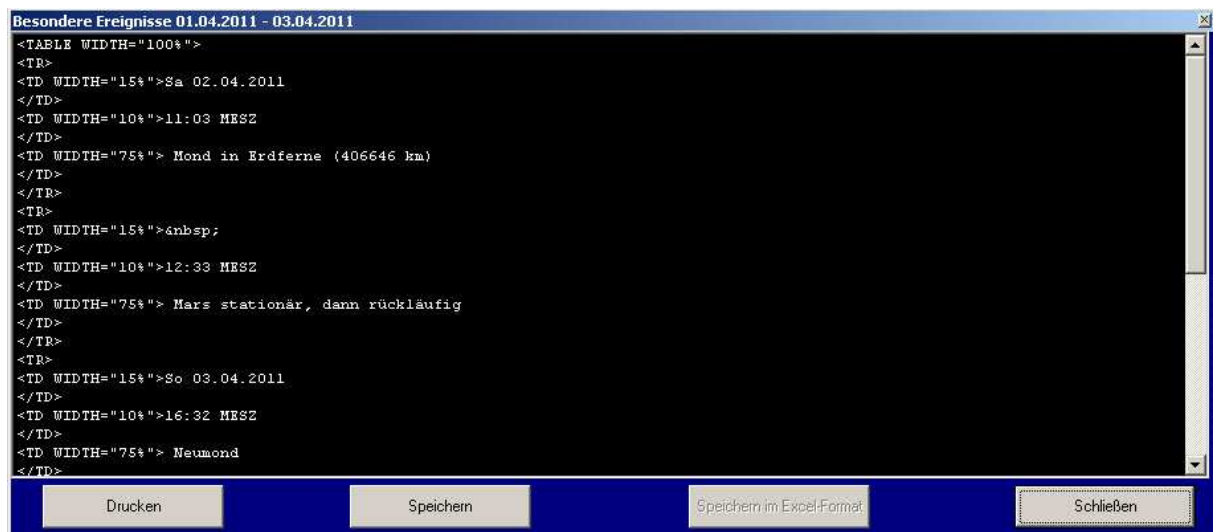 Besondere Ereignisse 01.04.2011 - 03.04.2011
<TABLE WIDTH="100%">
<TR>
<TD WIDTH="15%">Sa 02.04.2011
</TD>
<TD WIDTH="10%">11:03 MESZ
</TD>
<TD WIDTH="75%"> Mond in Erdferne (406646 km)
</TD>
</TR>
<TR>
<TD WIDTH="15%">&nbsp;
</TD>
<TD WIDTH="10%">12:33 MESZ
</TD>
<TD WIDTH="75%"> Mars stationär, dann rückläufig
</TD>
</TR>
<TR>
<TD WIDTH="15%">So 03.04.2011
</TD>
<TD WIDTH="10%">16:32 MESZ
</TD>
<TD WIDTH="75%"> Neumond
</TD>
Drucken Speichern Speichern im Excel-Format Schließen